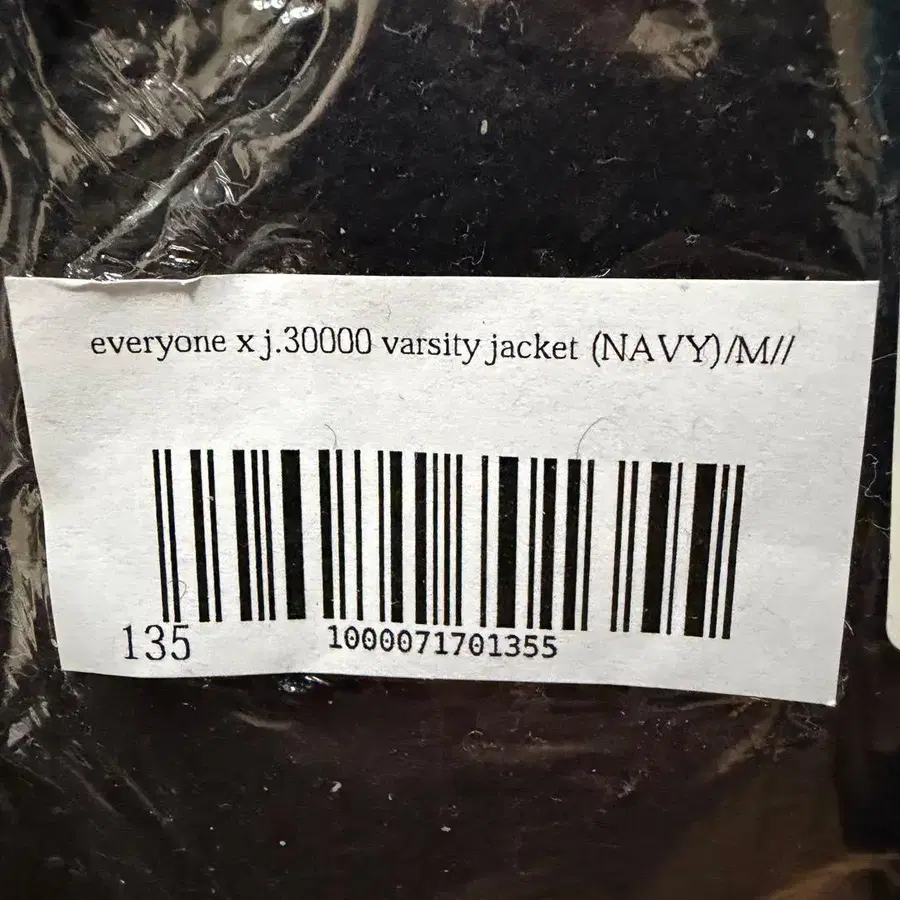 everyone x j.30000 varsity jacket (NAVY)/M//
135 1000071701355